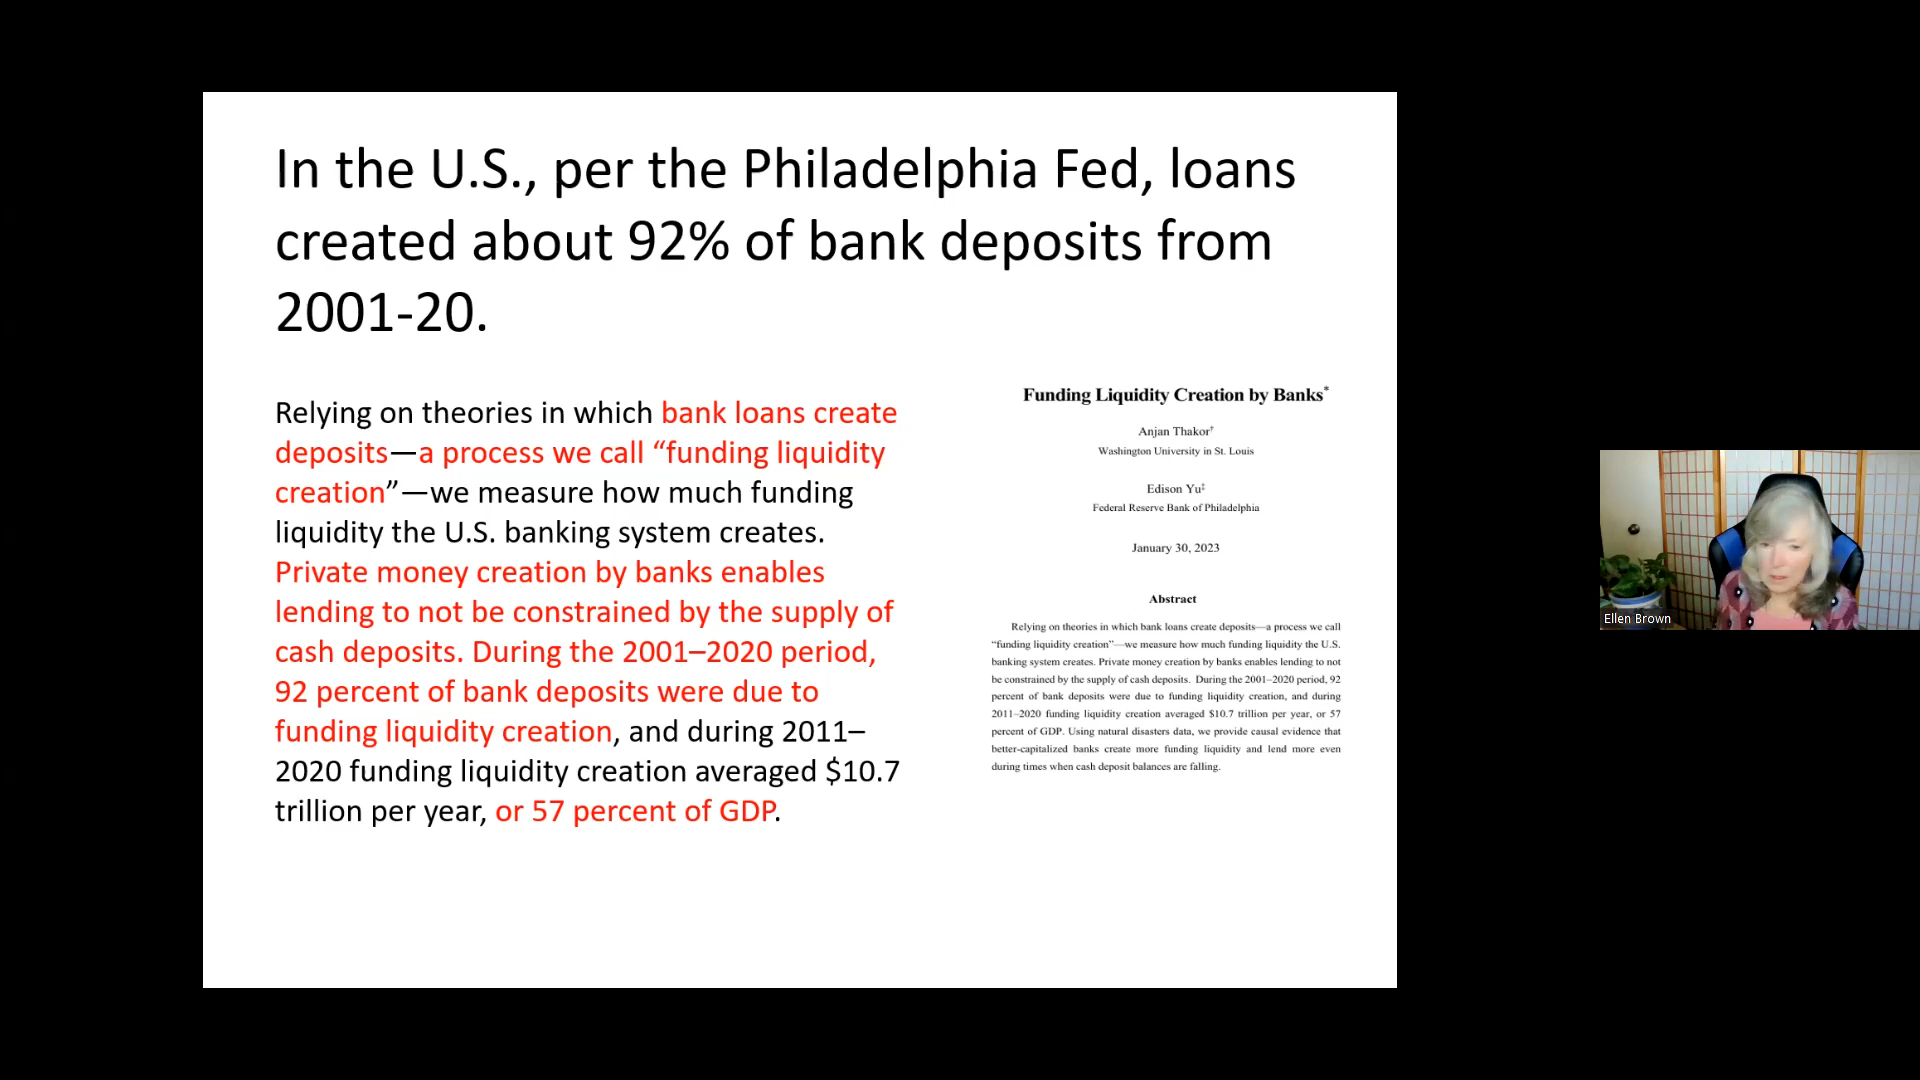 In the U.S., per the Philadelphia Fed, loans
created about 92% of bank deposits from
2001-20.
Relying on theories in which bank loans create
deposits—a process we call “funding liquidity
creation”—we measure how much funding
liquidity the U.S. banking system creates.
Private money creation by banks enables
lending to not be constrained by the supply of
cash deposits. During the 2001–2020 period,
92 percent of bank deposits were due to
funding liquidity creation, and during 2011–
2020 funding liquidity creation averaged $10.7
trillion per year, or 57 percent of GDP.
Funding Liquidity Creation by Banks*
Anjan Thakor†
Washington University in St. Louis
Edison Yu‡
Federal Reserve Bank of Philadelphia
January 30, 2023
Abstract
Relying on theories in which bank loans create deposits—a process we call
“funding liquidity creation”—we measure how much funding liquidity the U.S.
banking system creates. Private money creation by banks enables lending to not
be constrained by the supply of cash deposits. During the 2001–2020 period, 92
percent of bank deposits were due to funding liquidity creation, and during
2011–2020 funding liquidity creation averaged $10.7 trillion per year, or 57
percent of GDP. Using natural disasters data, we provide causal evidence that
better-capitalized banks create more funding liquidity and lend more even
during times when cash deposit balances are falling.
Ellen Brown